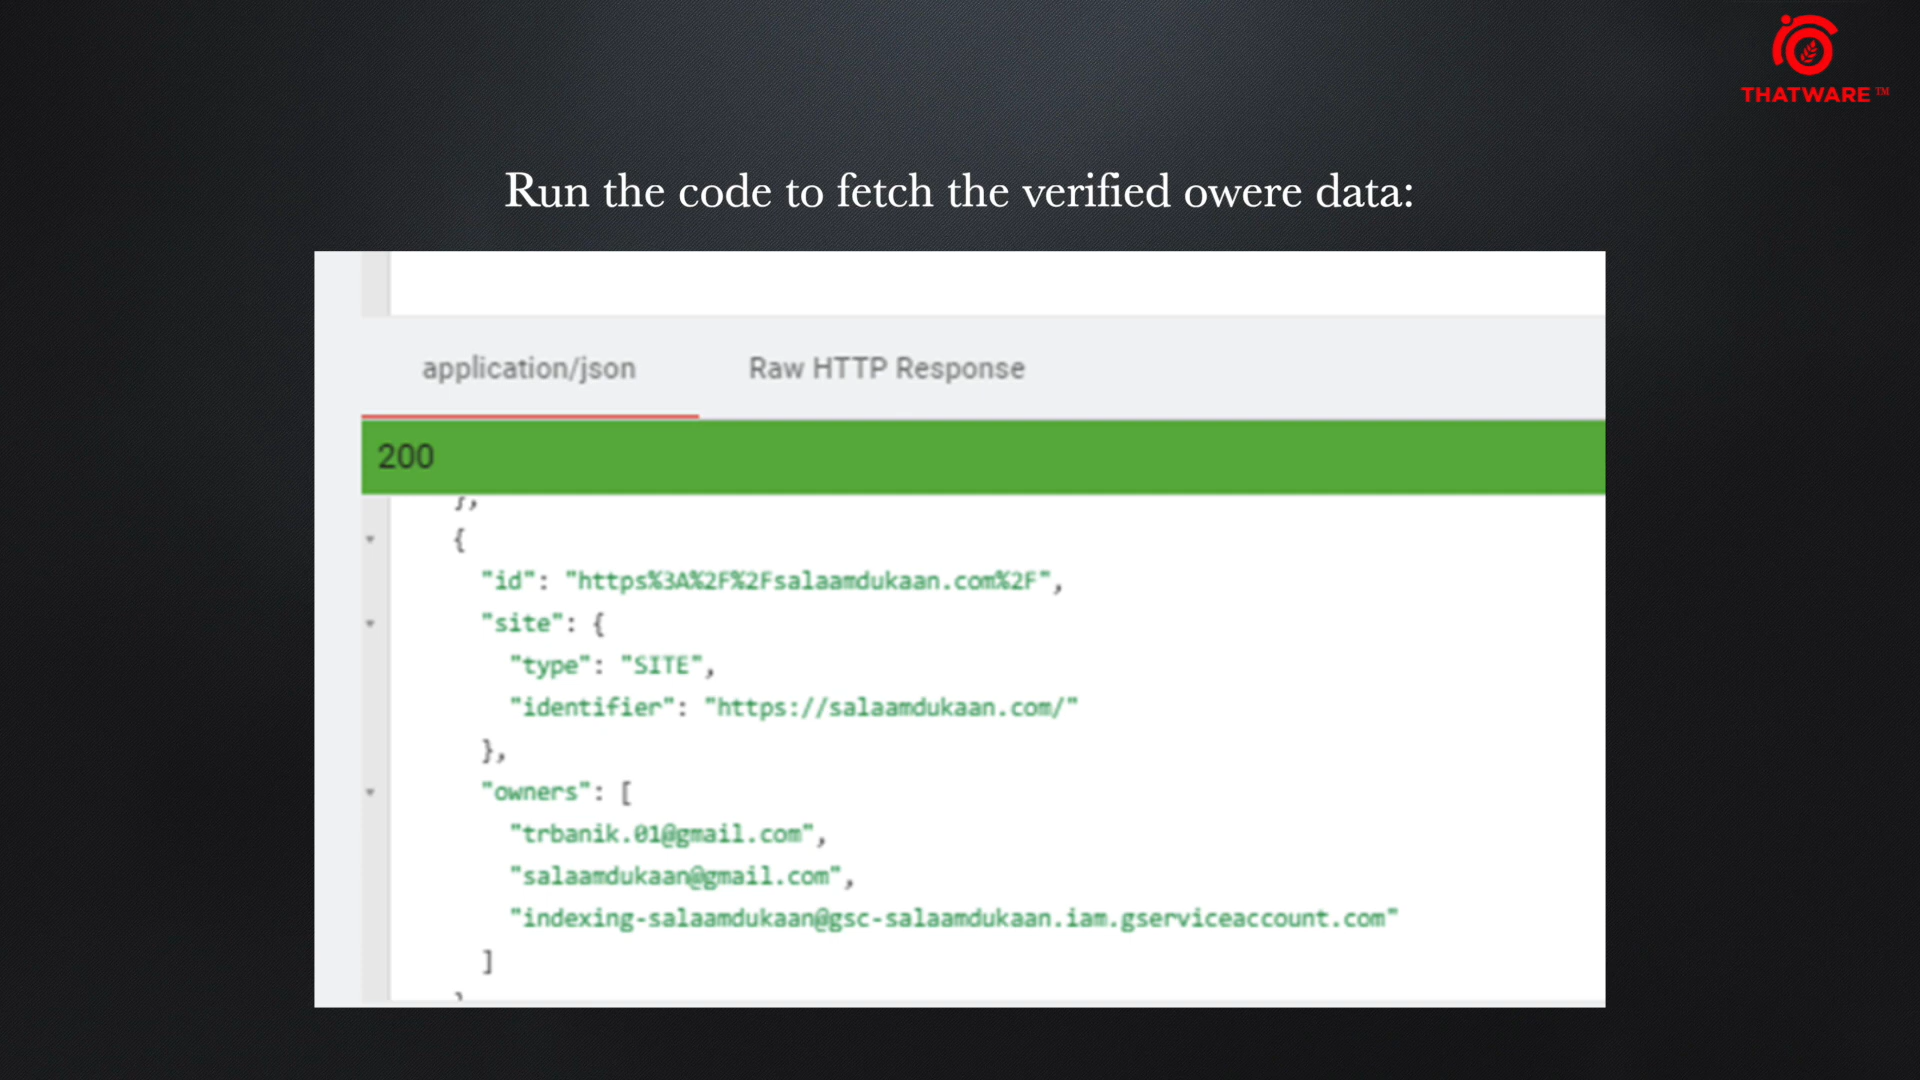 THATWARE™
Run the code to fetch the verified owere data:
application/json Raw HTTP Response
200
},
{
"id": "https%3A%2F%2Fsalaamdukaan.com%2F",
"site": {
"type": "SITE",
"identifier": "https://salaamdukaan.com/"
},
"owners": [
"trbanik.01@gmail.com",
"salaamdukaan@gmail.com",
"indexing-salaamdukaan@gsc-salaamdukaan.iam.gserviceaccount.com"
]
}